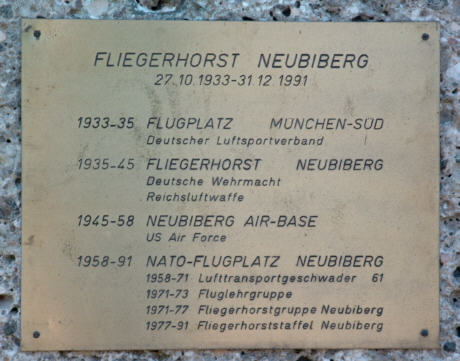 FLIEGERHORST NEUBIBERG
27.10.1933-31.12.1991
1933-35 FLUGPLATZ MÜNCHEN-SÜD
Deutscher Luftsportverband
1935-45 FLIEGERHORST NEUBIBERG
Deutsche Wehrmacht
Reichsluftwaffe
1945-58 NEUBIBERG AIR-BASE
US Air Force
1958-91 NATO-FLUGPLATZ NEUBIBERG
1958-71 Lufttransportgeschwader 61
1971-73 Fluglehrgruppe
1971-77 Fliegerhorstgruppe Neubiberg
1977-91 Fliegerhorststaffel Neubiberg